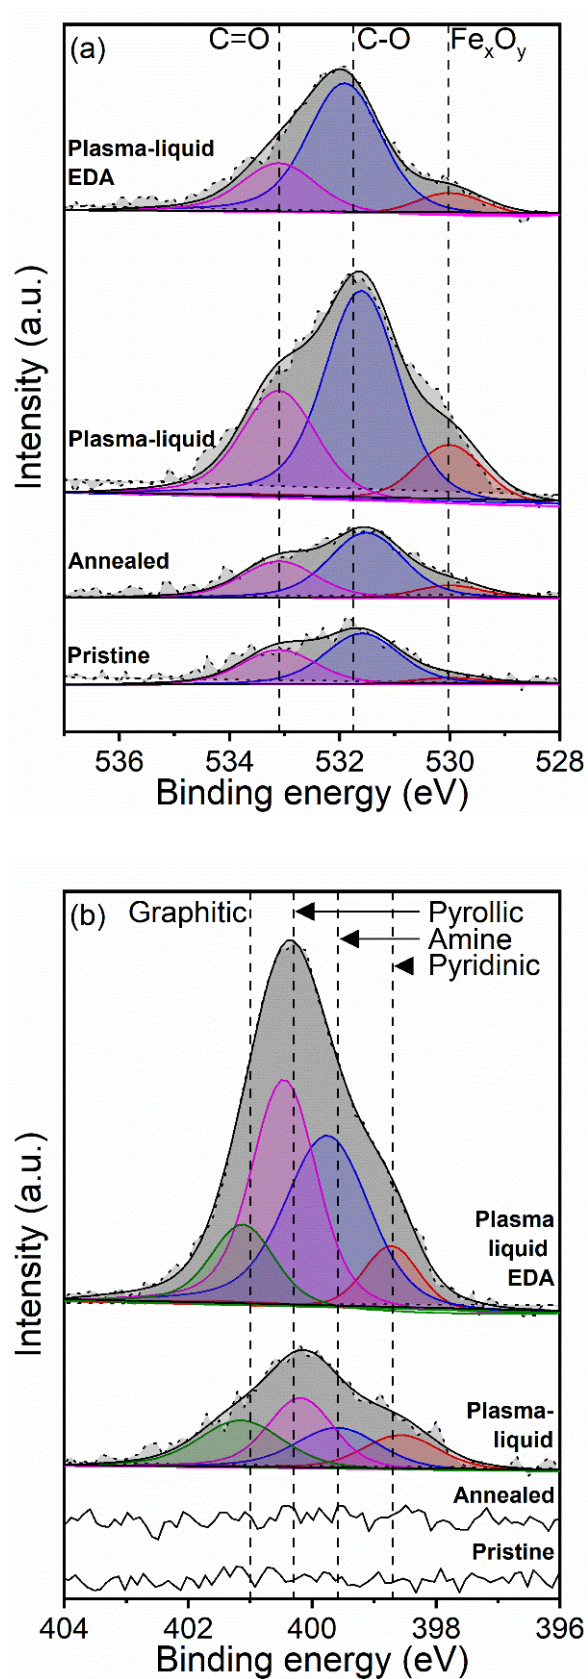 (a) C=O C-O FexOy
Plasma-liquid
EDA
Plasma-liquid
Annealed
Pristine
Intensity (a.u.)
536 534 532 530 528
Binding energy (eV)
(b) Graphitic Pyrollic
Amine
Pyridinic
Plasma
liquid
EDA
Plasma-
liquid
Annealed
Pristine
Intensity (a.u.)
404 402 400 398 396
Binding energy (eV)